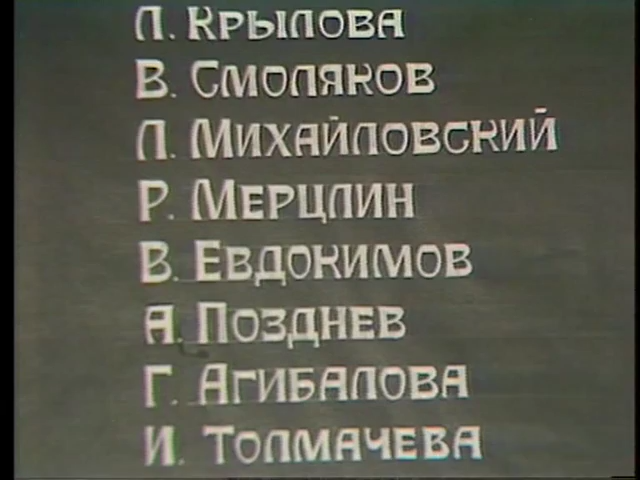 Л. Крылова
В. Смоляков
Л. Михайловский
Р. Мерцлин
В. Евдокимов
А. Позднев
Г. Агибалова
И. Толмачева